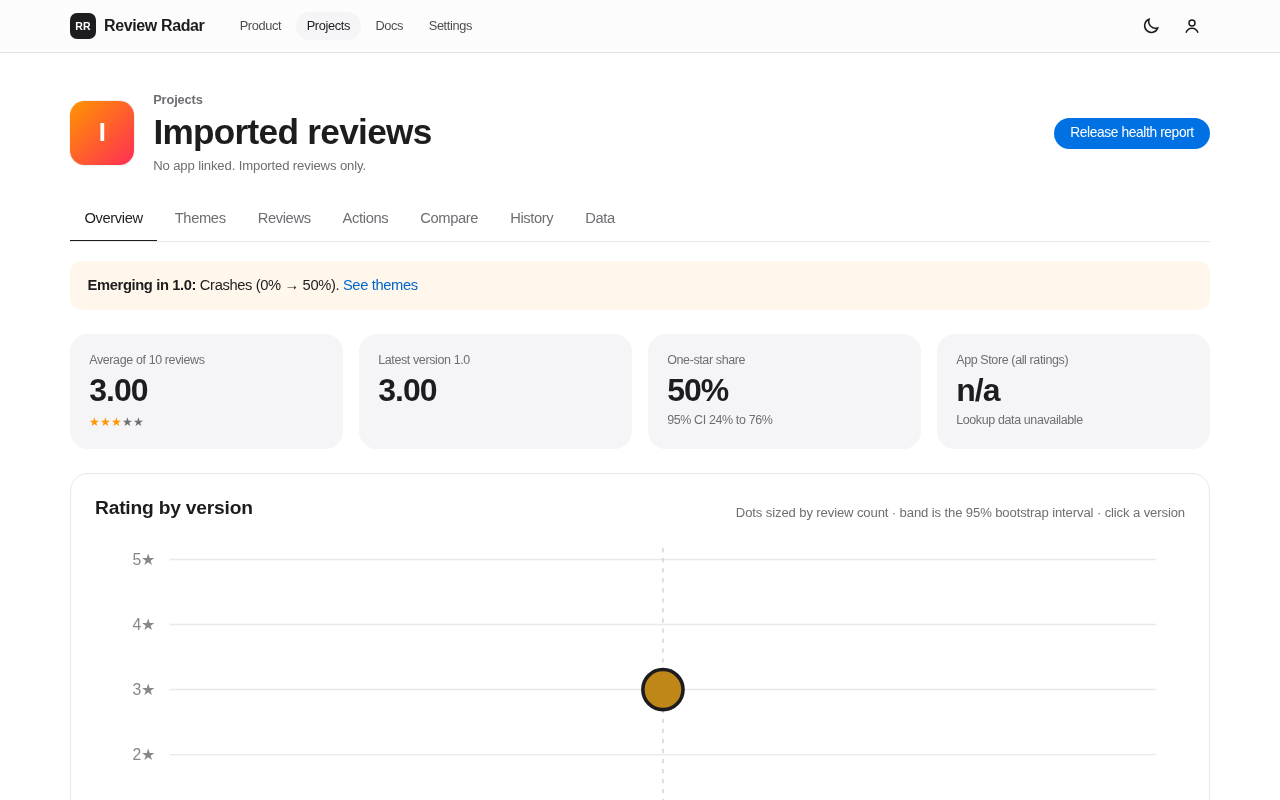 RR Review Radar Product Projects Docs Settings
Projects
I
Imported reviews
No app linked. Imported reviews only.
Release health report
Overview Themes Reviews Actions Compare History Data
Emerging in 1.0: Crashes (0% → 50%). See themes
Average of 10 reviews
3.00
★★★★★
Latest version 1.0
3.00
One-star share
50%
95% CI 24% to 76%
App Store (all ratings)
n/a
Lookup data unavailable
Rating by version
Dots sized by review count · band is the 95% bootstrap interval · click a version
5★
4★
3★
2★